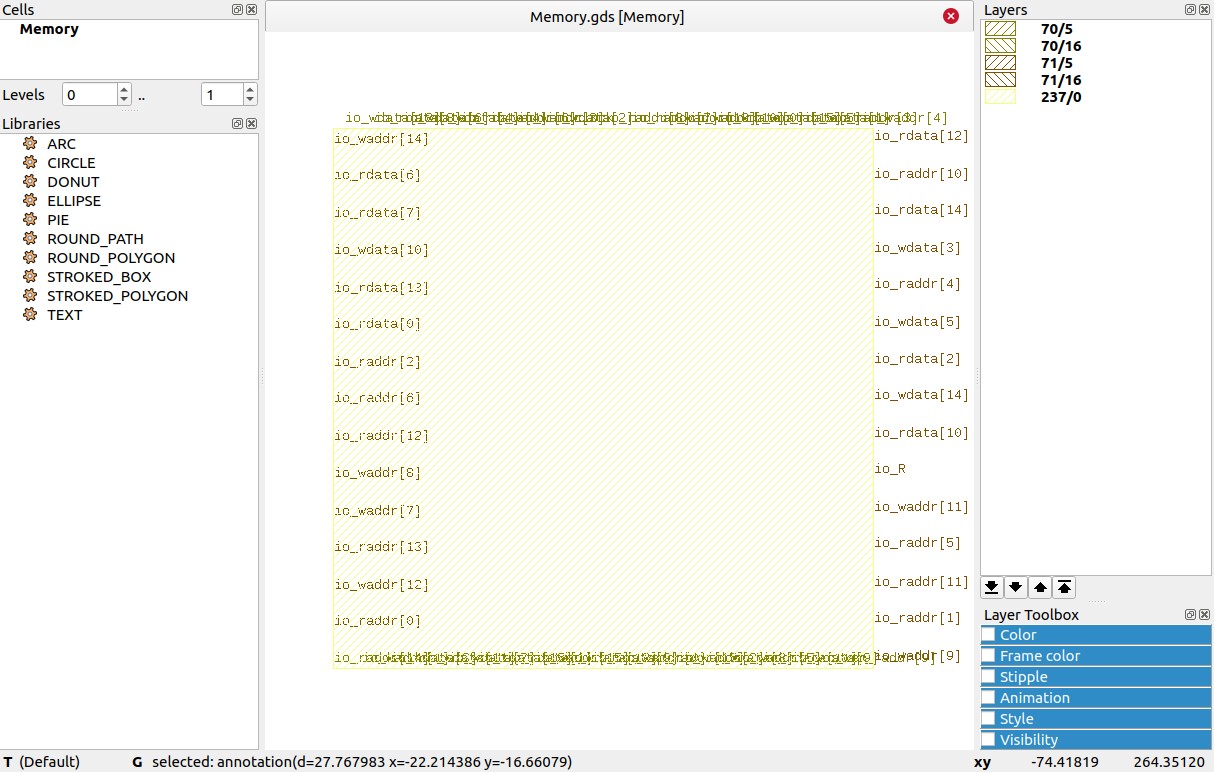 Cells
Memory
Levels 0 .. 1
Libraries
ARC
CIRCLE
DONUT
ELLIPSE
PIE
ROUND_PATH
ROUND_POLYGON
STROKED_BOX
STROKED_POLYGON
TEXT
Memory.gds [Memory]
io_waddr[14]
io_rdata[6]
io_rdata[7]
io_wdata[10]
io_rdata[13]
io_rdata[0]
io_raddr[2]
io_raddr[6]
io_raddr[12]
io_waddr[8]
io_waddr[7]
io_raddr[13]
io_waddr[12]
io_raddr[0]
io_rdata[12]
io_raddr[10]
io_rdata[14]
io_wdata[3]
io_raddr[4]
io_wdata[5]
io_rdata[2]
io_wdata[14]
io_rdata[10]
io_R
io_waddr[11]
io_raddr[5]
io_raddr[11]
io_raddr[1]
io_waddr[9]
Layers
70/5
70/16
71/5
71/16
237/0
Layer Toolbox
Color
Frame color
Stipple
Animation
Style
Visibility
T (Default) G selected: annotation(d=27.767983 x=-22.214386 y=-16.66079) xy -74.41819 264.35120